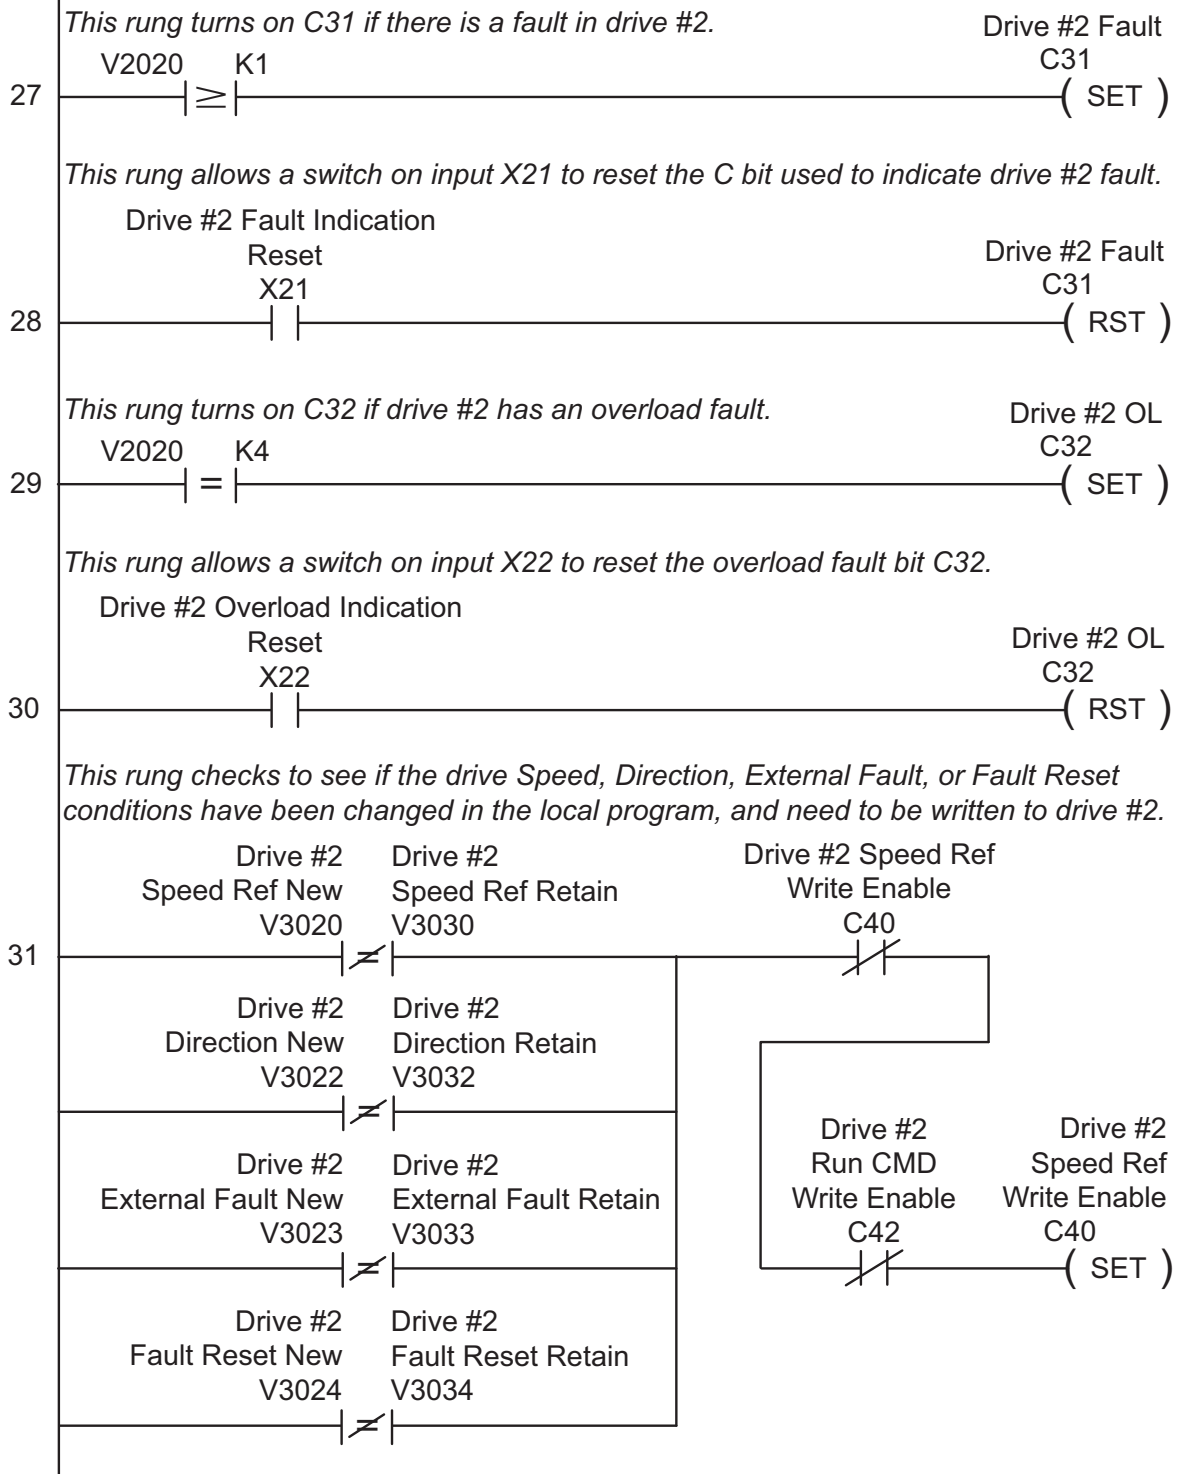 This rung turns on C31 if there is a fault in drive #2.
Drive #2 Fault
C31
V2020 K1
27
≥
( SET )
This rung allows a switch on input X21 to reset the C bit used to indicate drive #2 fault.
Drive #2 Fault Indication
Reset
X21
Drive #2 Fault
C31
28
( RST )
This rung turns on C32 if drive #2 has an overload fault.
Drive #2 OL
C32
V2020 K4
29
=
( SET )
This rung allows a switch on input X22 to reset the overload fault bit C32.
Drive #2 Overload Indication
Reset
X22
Drive #2 OL
C32
30
( RST )
This rung checks to see if the drive Speed, Direction, External Fault, or Fault Reset
conditions have been changed in the local program, and need to be written to drive #2.
Drive #2
Speed Ref New
V3020
Drive #2
Speed Ref Retain
V3030
Drive #2 Speed Ref
Write Enable
C40
31
≠
Drive #2
Direction New
V3022
Drive #2
Direction Retain
V3032
≠
Drive #2
External Fault New
V3023
Drive #2
External Fault Retain
V3033
≠
Drive #2
Run CMD
Write Enable
C42
Drive #2
Speed Ref
Write Enable
C40
( SET )
Drive #2
Fault Reset New
V3024
Drive #2
Fault Reset Retain
V3034
≠